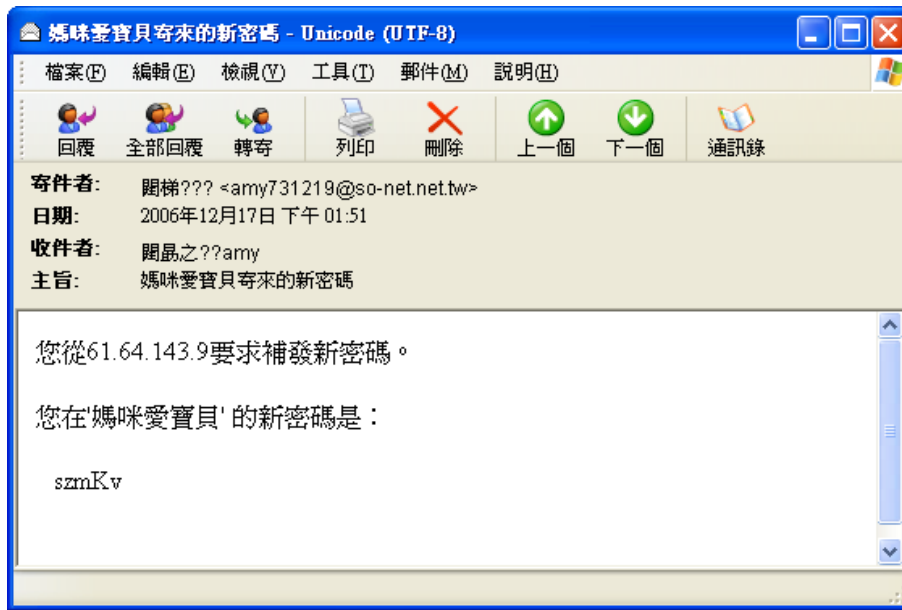 媽咪愛寶貝寄來的新密碼 - Unicode (UTF-8)
檔案(F) 編輯(E) 檢視(V) 工具(T) 郵件(M) 說明(H)
回覆 全部回覆 轉寄 列印 刪除 上一個 下一個 通訊錄
寄件者: 闕梯??? <amy731219@so-net.net.tw>
日期: 2006年12月17日 下午 01:51
收件者: 闕勗之??amy
主旨: 媽咪愛寶貝寄來的新密碼
您從61.64.143.9要求補發新密碼。
您在'媽咪愛寶貝' 的新密碼是：
szmKv